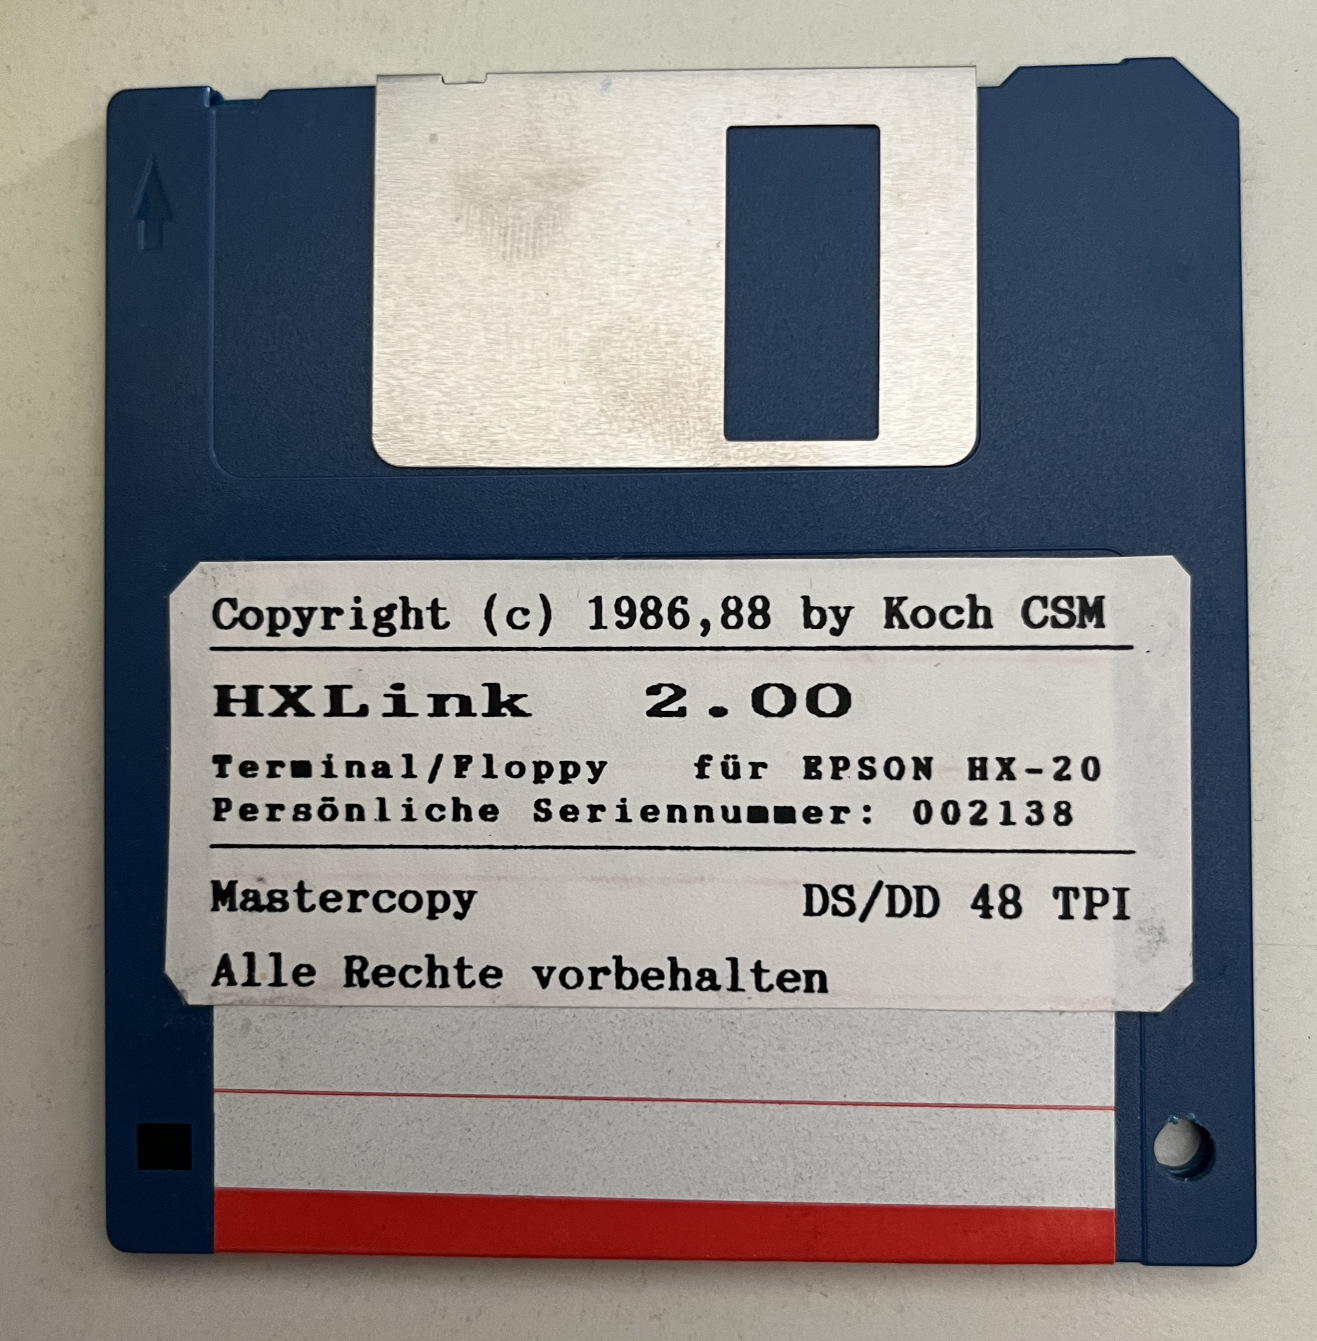 Copyright (c) 1986,88 by Koch CSM
HXLink 2.00
Terminal/Floppy für EPSON HX-20
Persönliche Seriennummer: 002138
Mastercopy DS/DD 48 TPI
Alle Rechte vorbehalten